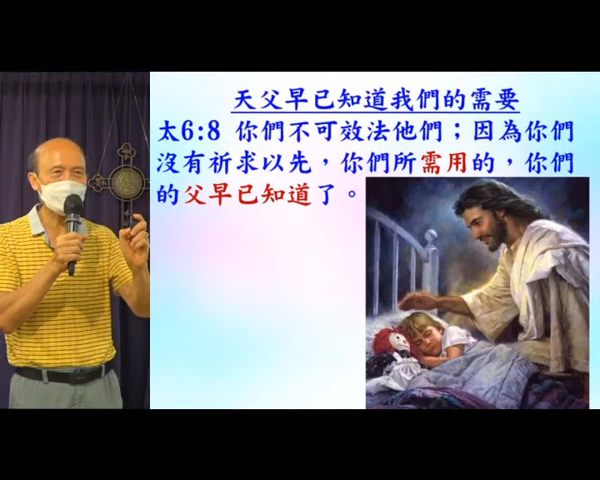 天父早已知道我們的需要
太6:8 你們不可效法他們；因為你們
沒有祈求以先，你們所需用的，你們
的父早已知道了。